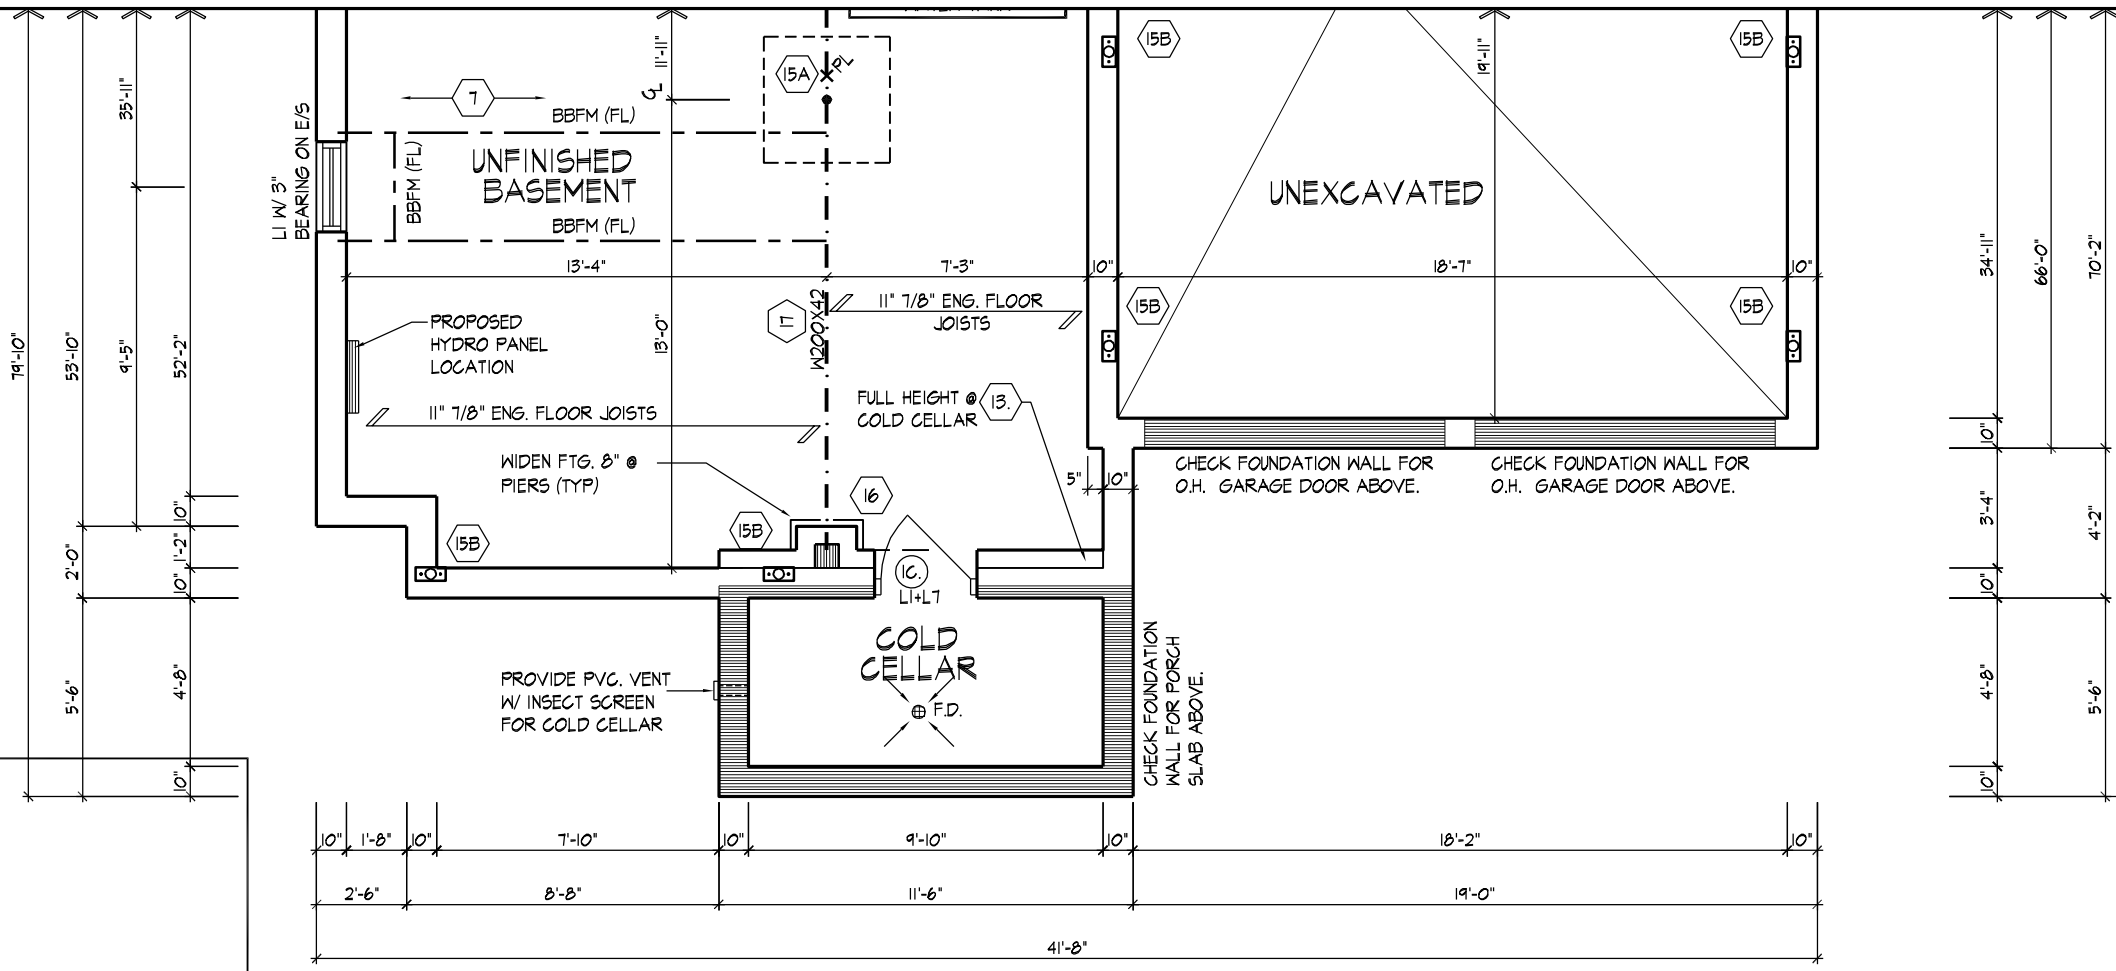 15B
15B
15A
PL
7
BBFM (FL)
35'-11"
11'-11"
19'-11"
CL
L1 W/ 3"
BEARING ON E/S
BBFM (FL)
UNFINISHED
BASEMENT
BBFM (FL)
UNEXCAVATED
13'-4"
7'-3"
10"
18'-7"
10"
34'-11"
66'-0"
70'-2"
15B
15B
17
W200X42
11" 7/8" ENG. FLOOR
JOISTS
PROPOSED
HYDRO PANEL
LOCATION
13'-0"
79'-10"
53'-10"
9'-5"
52'-2"
FULL HEIGHT @
COLD CELLAR
13.
11" 7/8" ENG. FLOOR JOISTS
WIDEN FTG. 8" @
PIERS (TYP)
16
5"
10"
CHECK FOUNDATION WALL FOR
O.H. GARAGE DOOR ABOVE.
CHECK FOUNDATION WALL FOR
O.H. GARAGE DOOR ABOVE.
10"
10"
3'-4"
4'-2"
15B
15B
2'-0"
1'-2"
10"
1C.
L1+L7
10"
COLD
CELLAR
F.D.
PROVIDE PVC. VENT
W/ INSECT SCREEN
FOR COLD CELLAR
CHECK FOUNDATION
WALL FOR PORCH
SLAB ABOVE.
5'-6"
4'-8"
10"
4'-8"
5'-6"
10"
10"
1'-8"
10"
7'-10"
10"
9'-10"
10"
18'-2"
10"
2'-6"
8'-8"
11'-6"
19'-0"
41'-8"